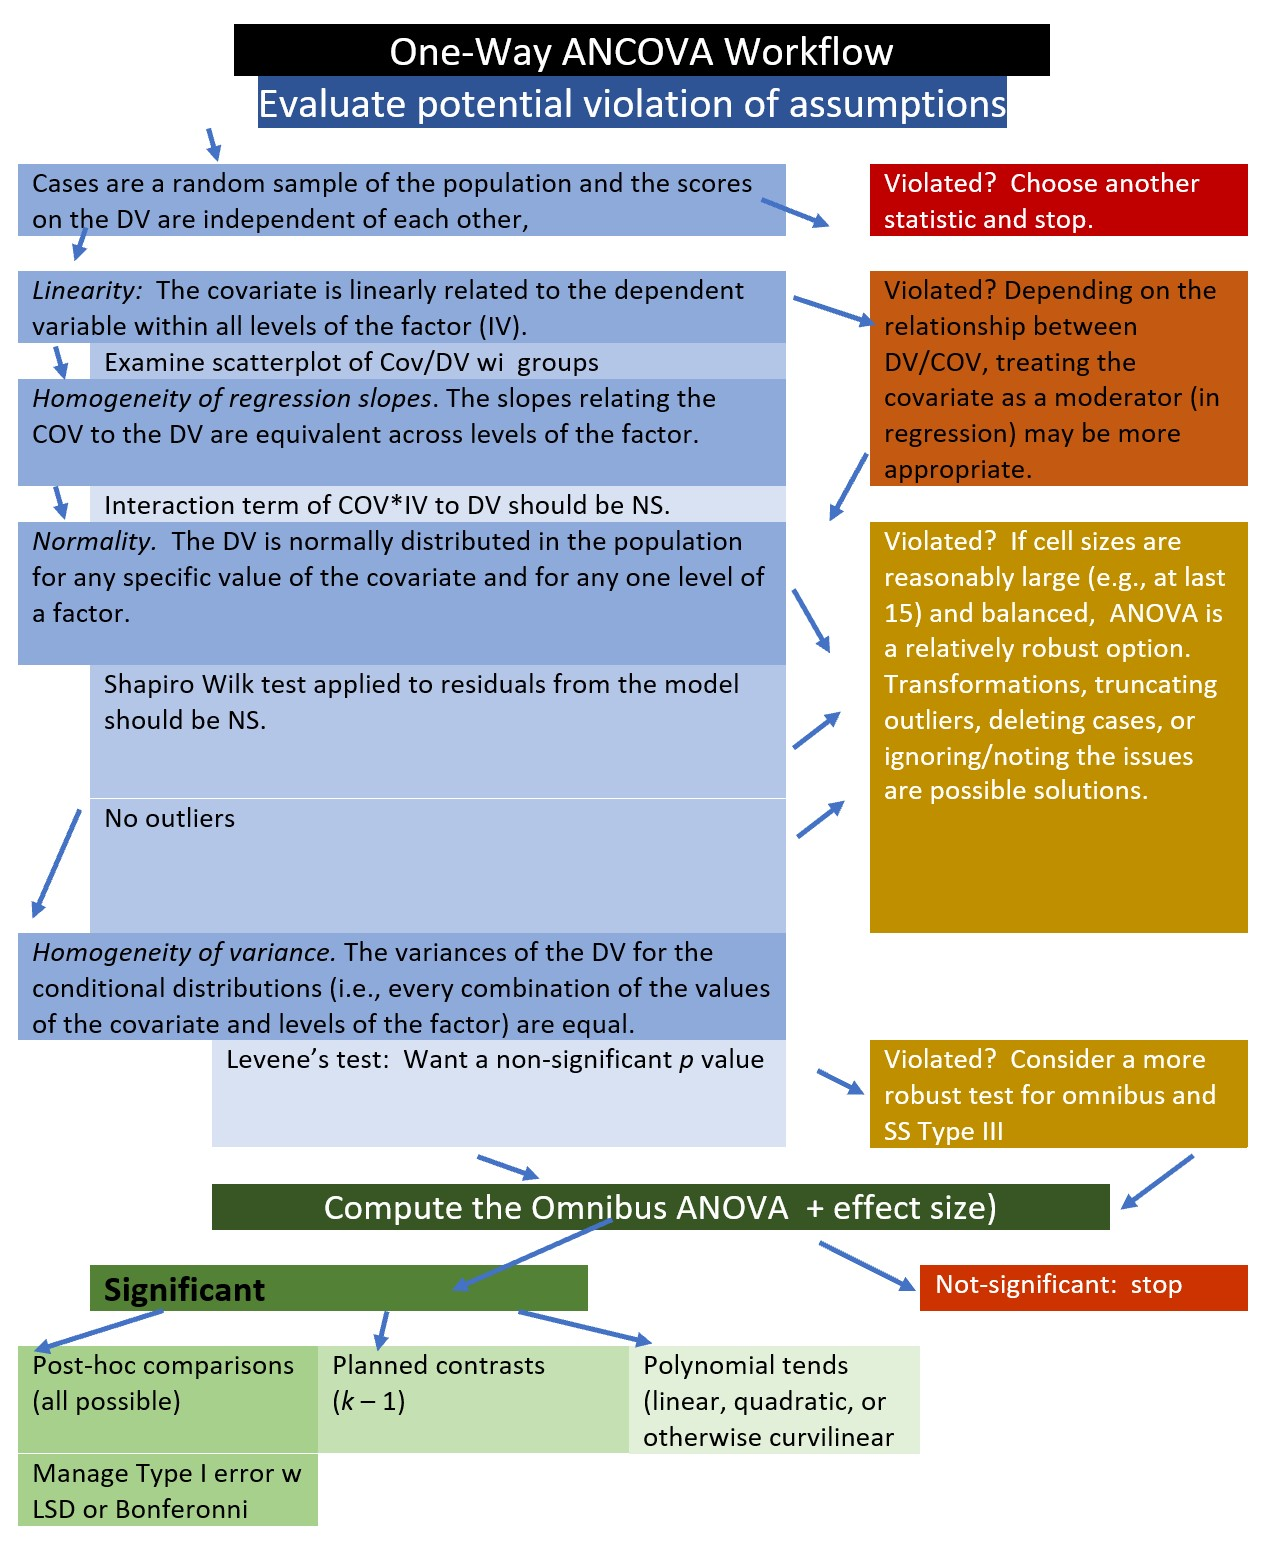 One-Way ANCOVA Workflow
Evaluate potential violation of assumptions
Cases are a random sample of the population and the scores
on the DV are independent of each other,
Violated?  Choose another
statistic and stop.
Linearity:  The covariate is linearly related to the dependent
variable within all levels of the factor (IV).
Examine scatterplot of Cov/DV wi  groups
Homogeneity of regression slopes. The slopes relating the
COV to the DV are equivalent across levels of the factor.
Interaction term of COV*IV to DV should be NS.
Violated? Depending on the
relationship between
DV/COV, treating the
covariate as a moderator (in
regression) may be more
appropriate.
Normality.  The DV is normally distributed in the population
for any specific value of the covariate and for any one level of
a factor.
Shapiro Wilk test applied to residuals from the model
should be NS.
No outliers
Violated?  If cell sizes are
reasonably large (e.g., at last
15) and balanced,  ANOVA is
a relatively robust option.
Transformations, truncating
outliers, deleting cases, or
ignoring/noting the issues
are possible solutions.
Homogeneity of variance. The variances of the DV for the
conditional distributions (i.e., every combination of the values
of the covariate and levels of the factor) are equal.
Levene’s test:  Want a non-significant p value
Violated?  Consider a more
robust test for omnibus and
SS Type III
Compute the Omnibus ANOVA  + effect size)
Significant
Not-significant:  stop
Post-hoc comparisons
(all possible)
Planned contrasts
(k – 1)
Polynomial tends
(linear, quadratic, or
otherwise curvilinear
Manage Type I error w
LSD or Bonferonni